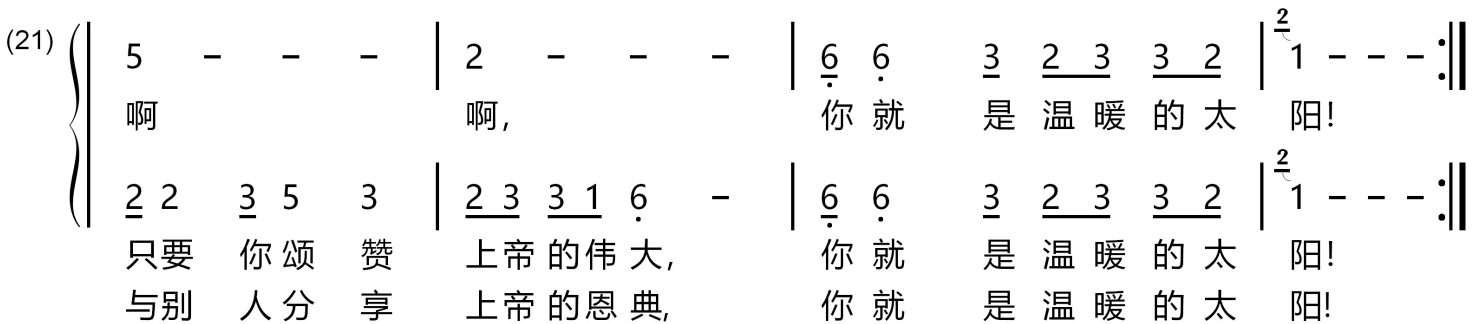 (21) 5 - - - | 2 - - - | 6 6 3 2 3 3 2 | 2 1 - - - :|
啊 啊, 你就 是温暖的太 阳!
2 2 3 5 3 | 2 3 3 1 6 - | 6 6 3 2 3 3 2 | 2 1 - - - :|
只要 你颂 赞 上帝的伟大, 你就 是温暖的太 阳!
与别 人分 享 上帝的恩典, 你就 是温暖的太 阳!